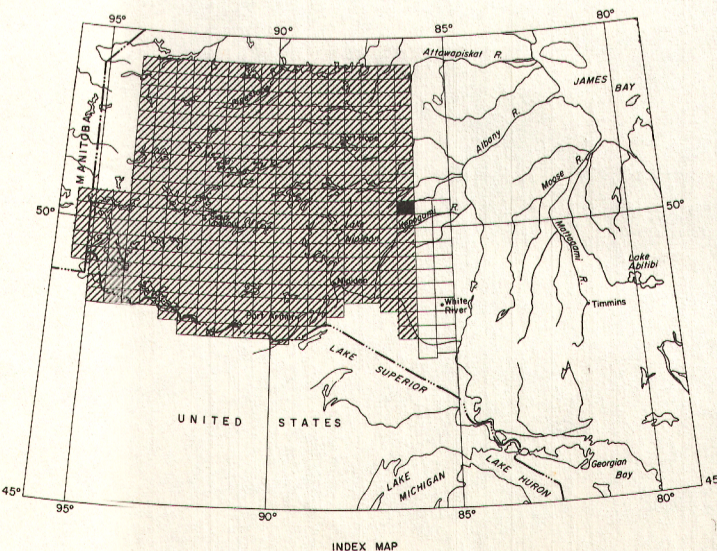 95°
90°
85°
80°
Attawapiskat R.
JAMES BAY
MANITOBA
Albany R.
Moose R.
50°
Kenogami R.
50°
Lake
Nipigon
Mattagami R.
Lake
Abitibi
Nipigon
White
River
Timmins
Port Arthur
LAKE SUPERIOR
UNITED STATES
LAKE
MICHIGAN
LAKE HURON
Georgian
Bay
45°
45
95°
90°
85°
80°
INDEX MAP